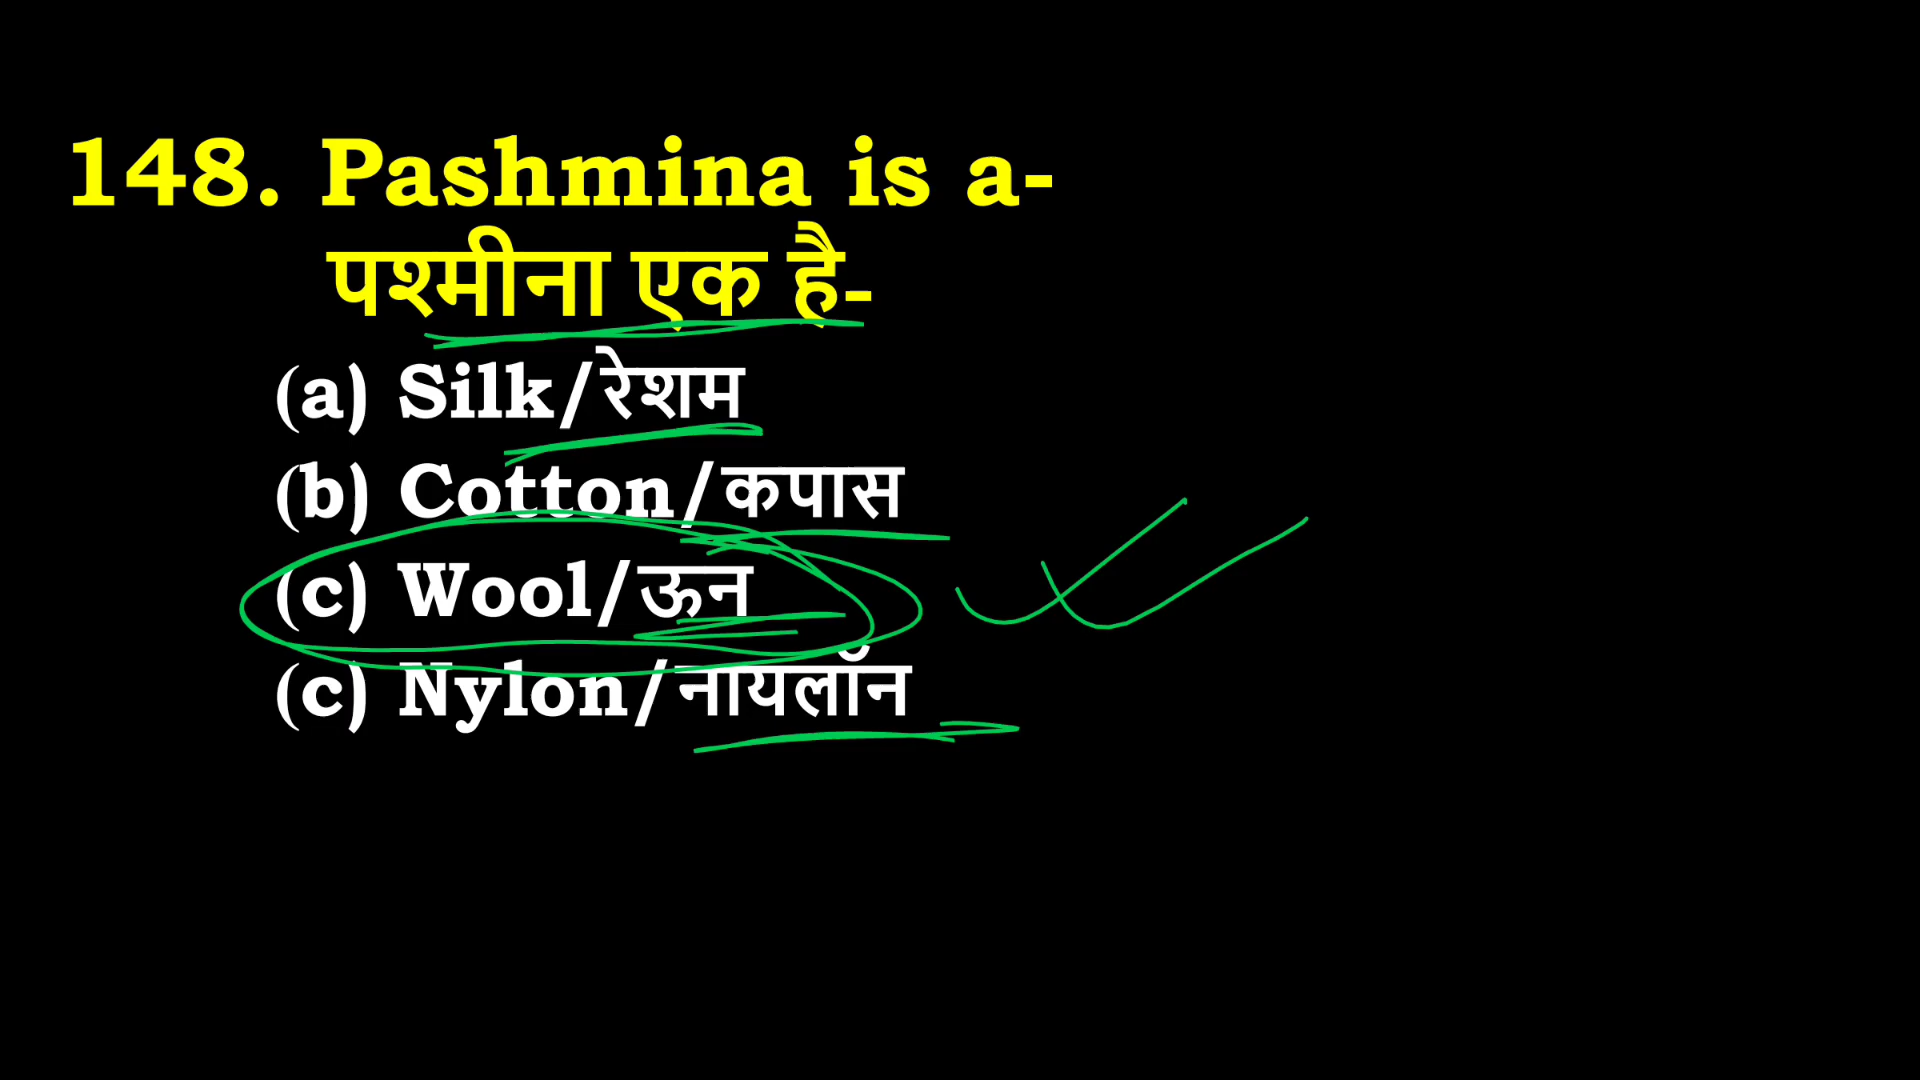 148. Pashmina is a-
पश्मीना एक है-
(a) Silk/रेशम
(b) Cotton/कपास
(c) Wool/ऊन
(c) Nylon/नायलॉन